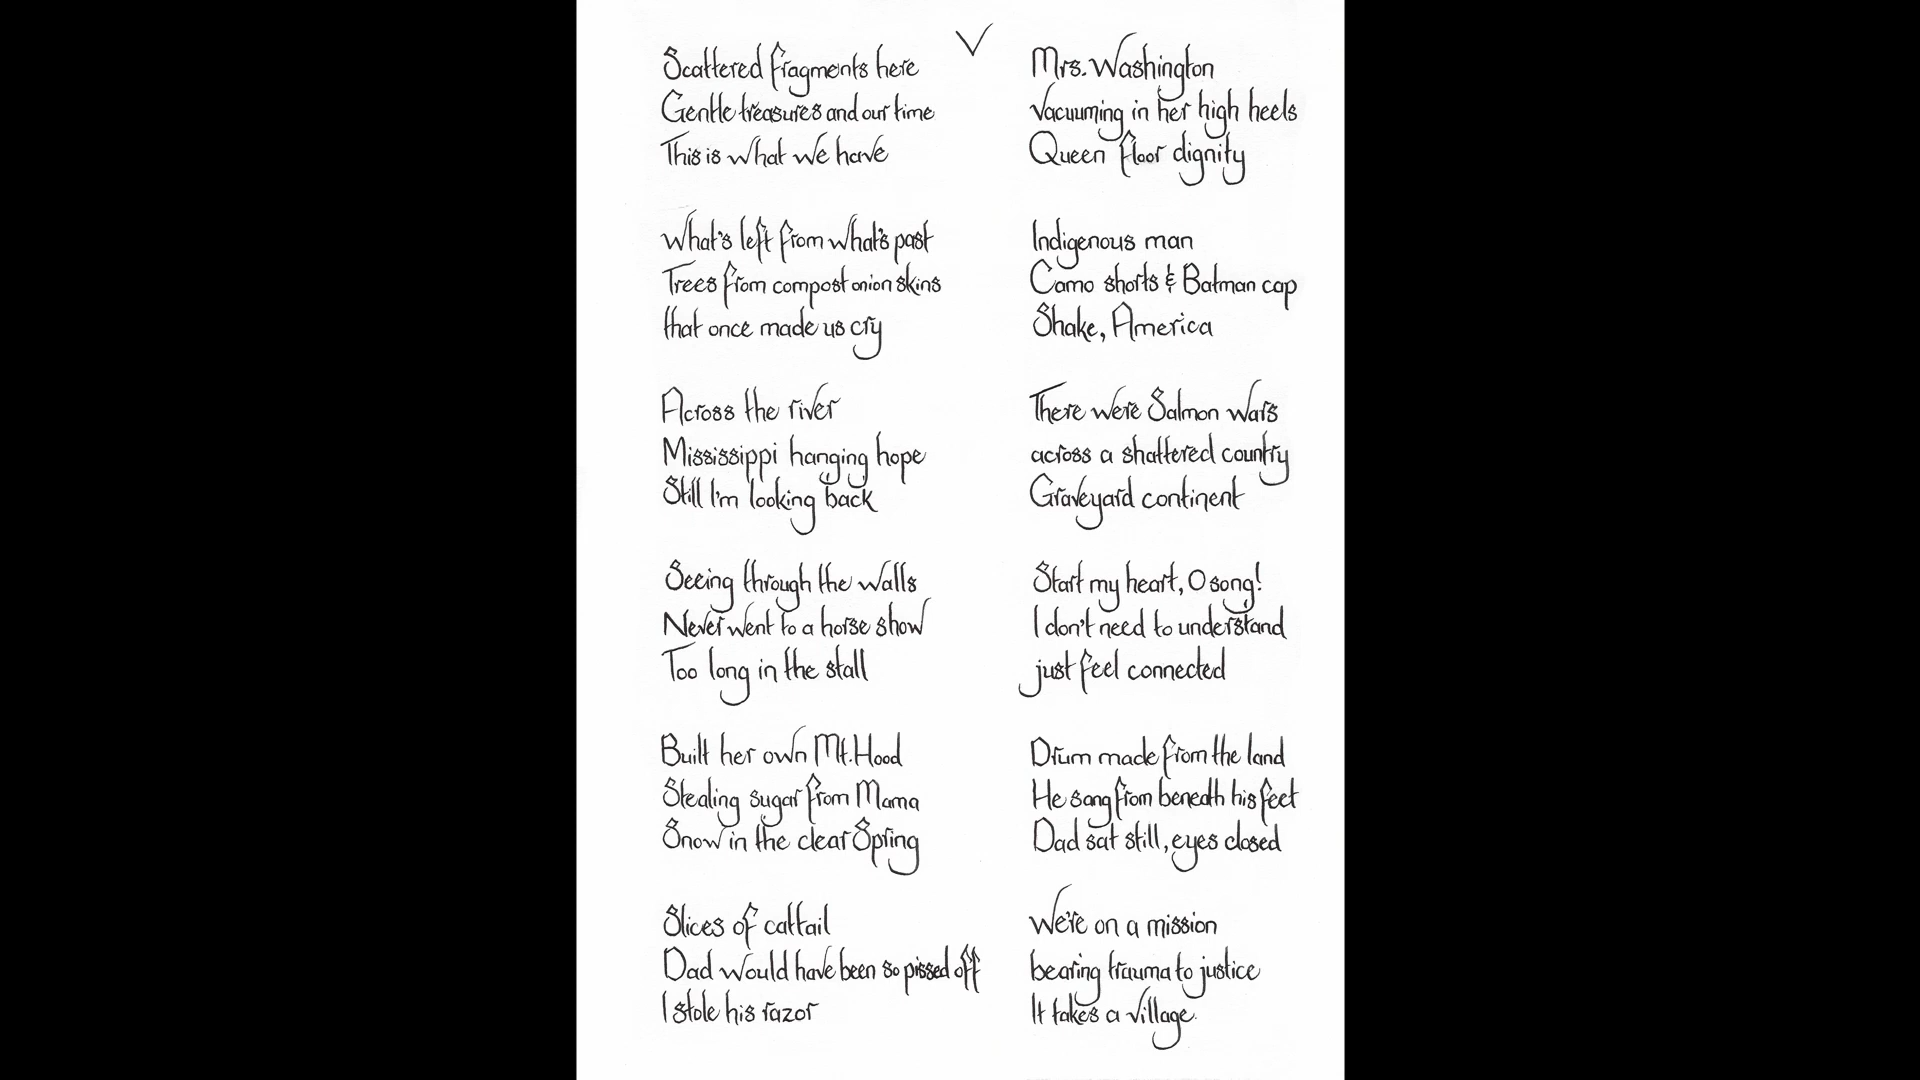 V
Scattered fragments here
Gentle treasures and our time
This is what we have
What's left from what's past
Trees from compost onion skins
that once made us cry
Across the river
Mississippi hanging hope
Still I'm looking back
Seeing through the walls
Never went to a horse show
Too long in the stall
Built her own Mt. Hood
Stealing sugar from Mama
Snow in the clear Spring
Slices of cattail
Dad would have been so pissed off
I stole his razor
Mrs. Washington
Vacuuming in her high heels
Queen floor dignity
Indigenous man
Camo shorts & Batman cap
Shake, America
There were Salmon wars
across a shattered country
Graveyard continent
Start my heart, O song!
I don't need to understand
just feel connected
Drum made from the land
He sang from beneath his feet
Dad sat still, eyes closed
We're on a mission
bearing trauma to justice
It takes a village.